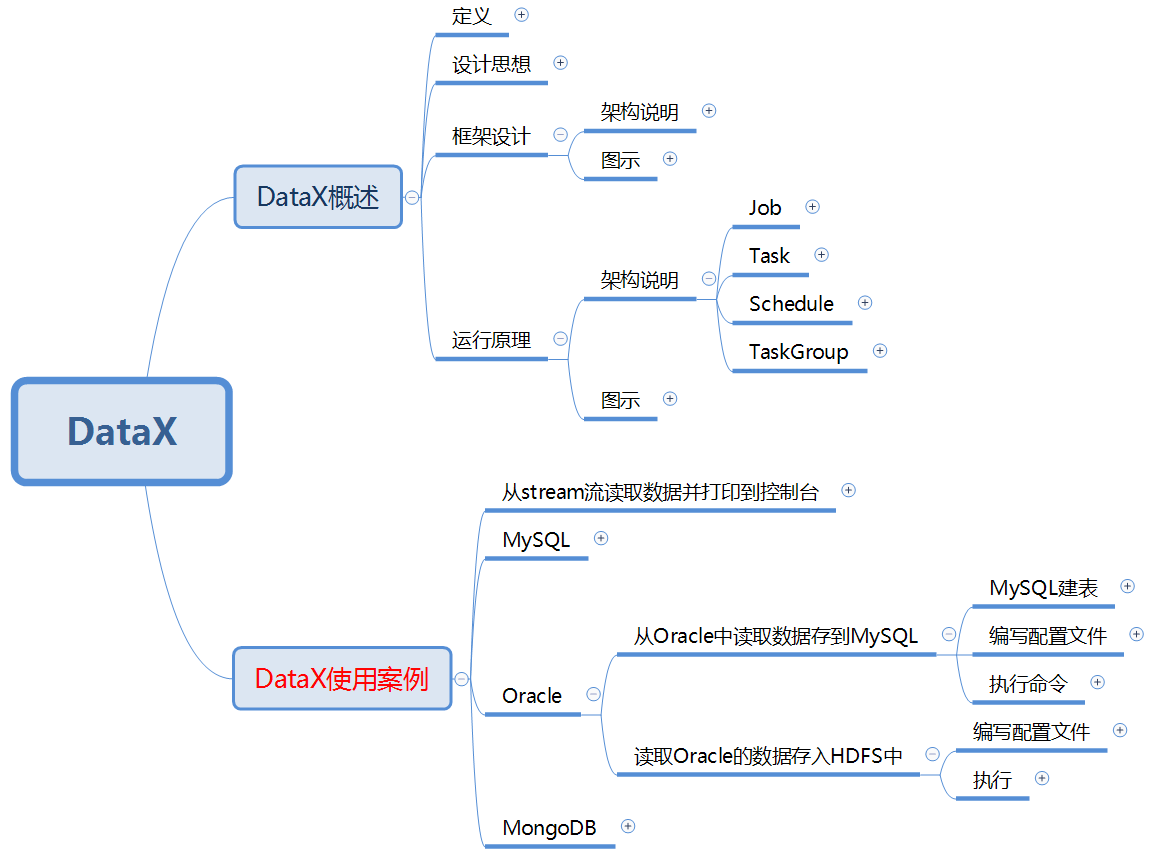 定义
设计思想
架构说明
框架设计
图示
DataX概述
Job
Task
架构说明
Schedule
运行原理
TaskGroup
图示
DataX
从stream流读取数据并打印到控制台
MySQL
MySQL建表
从Oracle中读取数据存到MySQL
编写配置文件
DataX使用案例
执行命令
Oracle
编写配置文件
读取Oracle的数据存入HDFS中
执行
MongoDB